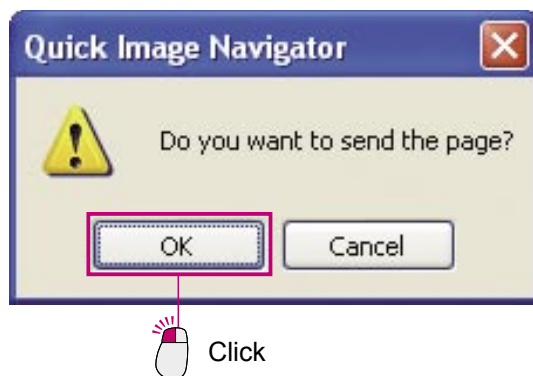 Quick Image Navigator
Do you want to send the page?
OK Cancel
Click